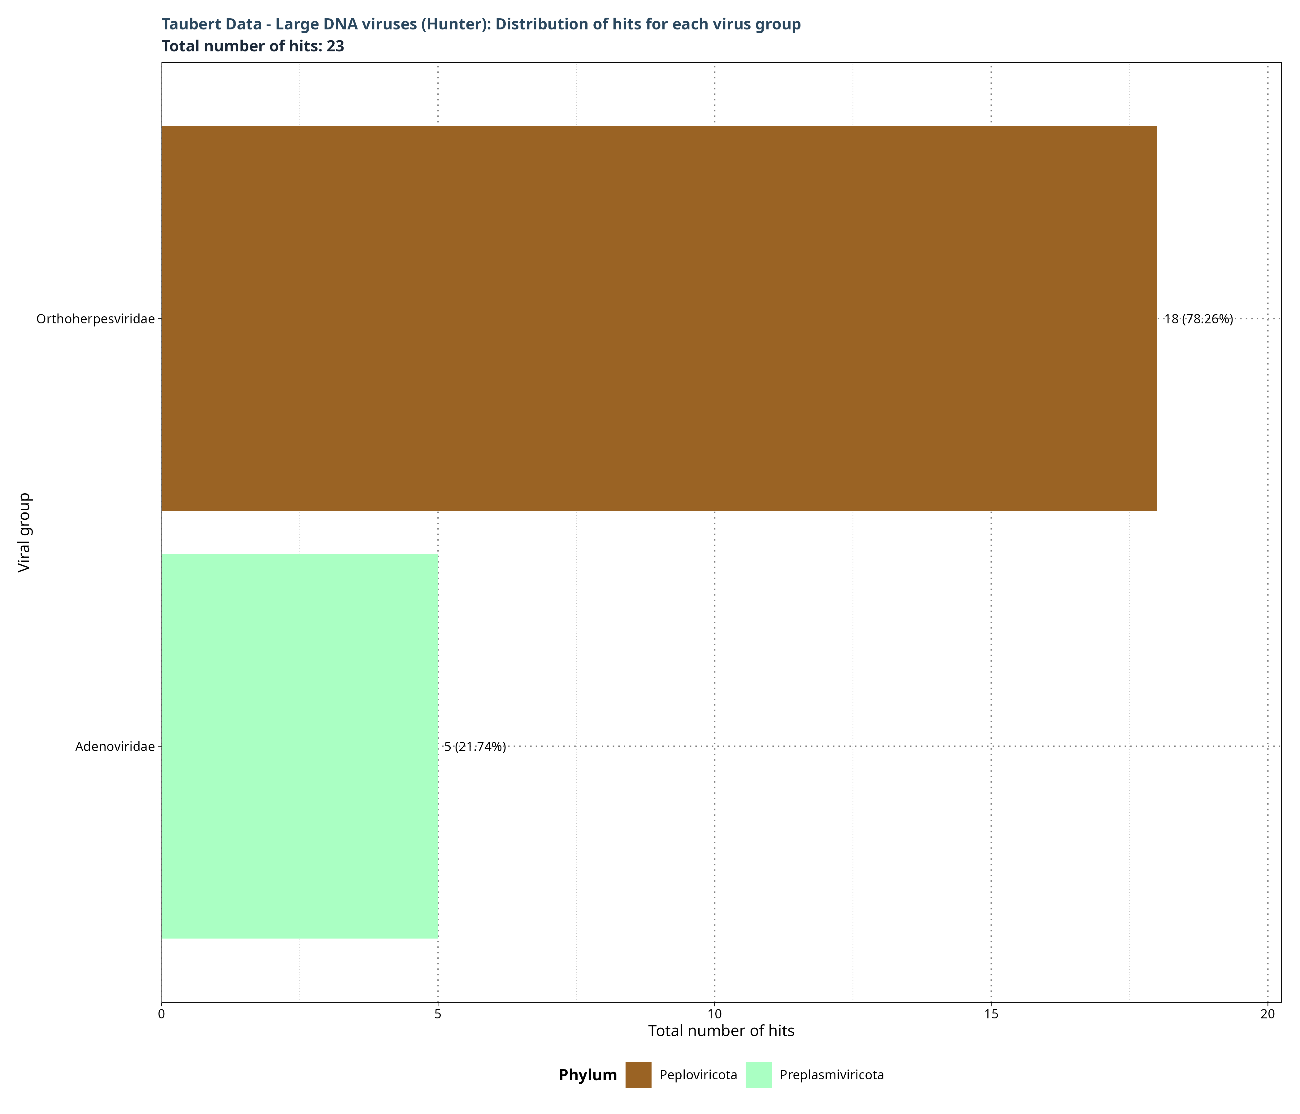 Taubert Data - Large DNA viruses (Hunter): Distribution of hits for each virus group
Total number of hits: 23
Orthoherpesviridae
18 (78.26%)
Viral group
Adenoviridae
5 (21.74%)
0 5 10 15 20
Total number of hits
Phylum Peploviricota Preplasmiviricota